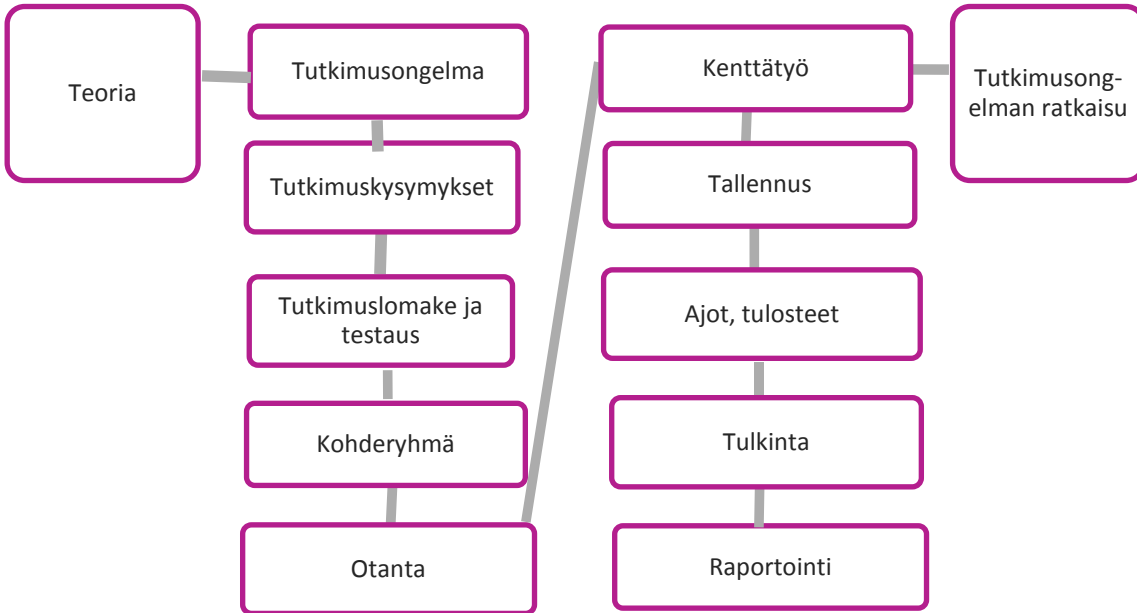 Teoria
Tutkimusongelma
Tutkimuskysymykset
Tutkimuslomake ja
testaus
Kohderyhmä
Otanta
Kenttätyö
Tallennus
Ajot, tulosteet
Tulkinta
Raportointi
Tutkimusong-
elman ratkaisu